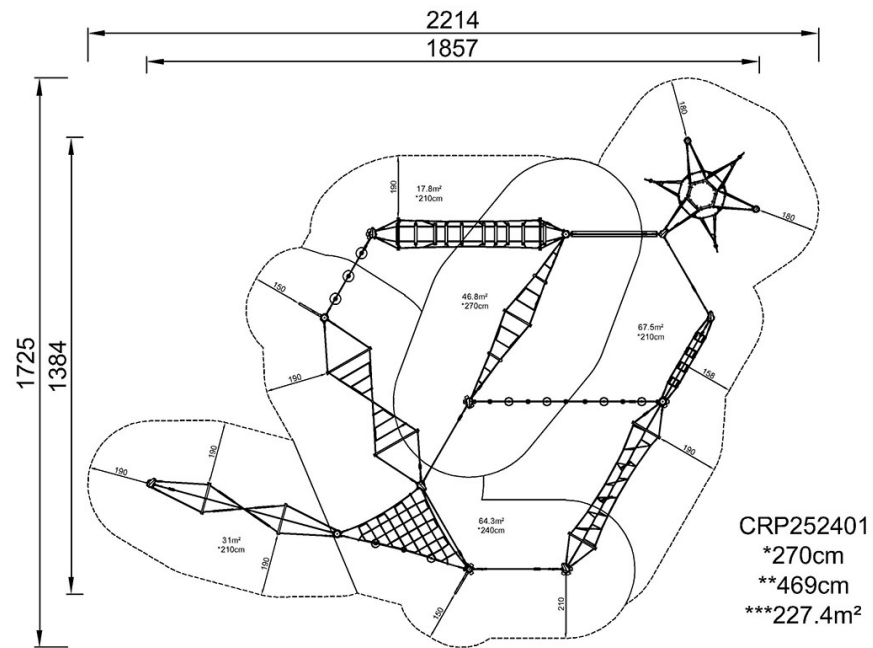 2214
1857
1725
1384
180
180
190
17.8m²
*210cm
150
46.8m²
*270cm
67.5m²
*210cm
190
158
190
190
190
64.3m²
*240cm
31m²
*210cm
190
150
210
CRP252401
*270cm
**469cm
***227.4m²